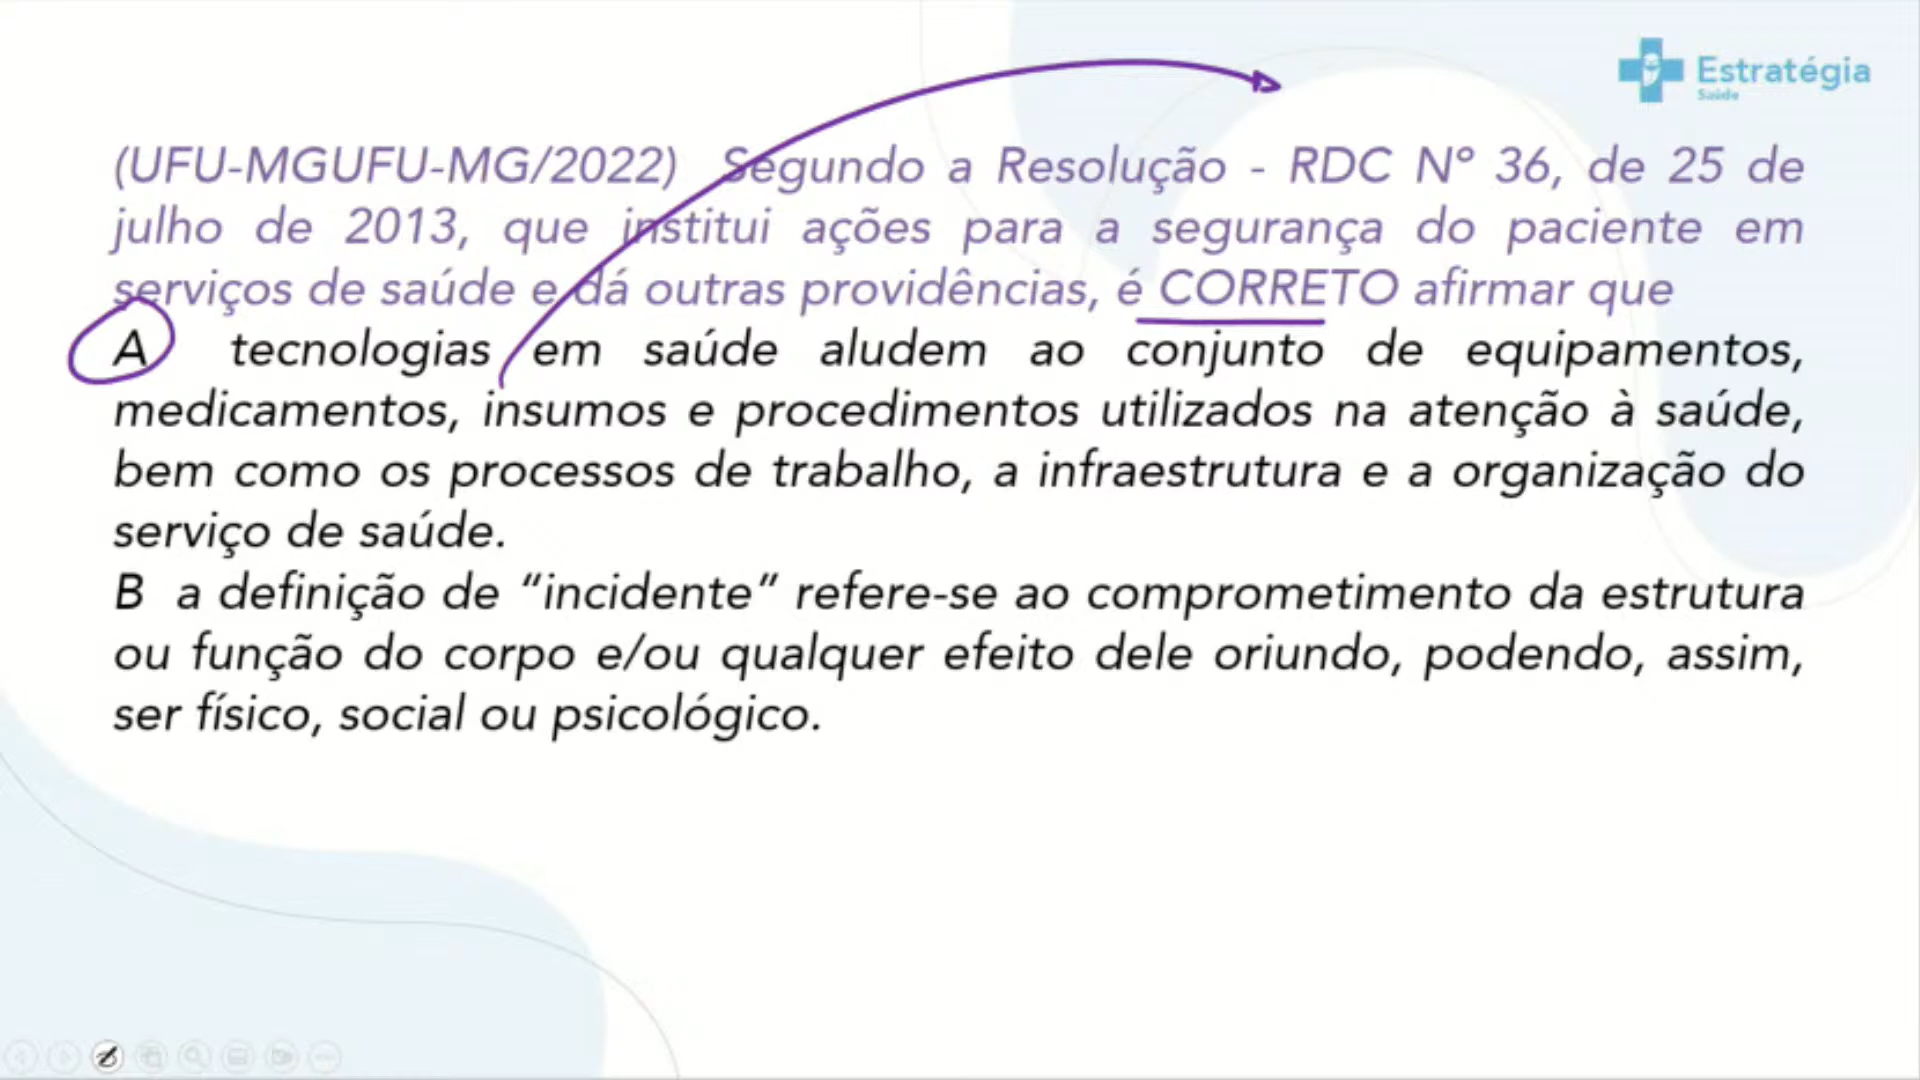 Estratégia
Saúde
(UFU-MGUFU-MG/2022) Segundo a Resolução - RDC Nº 36, de 25 de
julho de 2013, que institui ações para a segurança do paciente em
serviços de saúde e dá outras providências, é CORRETO afirmar que
A tecnologias em saúde aludem ao conjunto de equipamentos,
medicamentos, insumos e procedimentos utilizados na atenção à saúde,
bem como os processos de trabalho, a infraestrutura e a organização do
serviço de saúde.
B a definição de “incidente” refere-se ao comprometimento da estrutura
ou função do corpo e/ou qualquer efeito dele oriundo, podendo, assim,
ser físico, social ou psicológico.